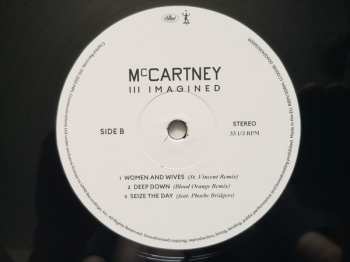 McCARTNEY
III IMAGINED
SIDE B
STEREO
33 1/3 RPM
1 WOMEN AND WIVES (St. Vincent Remix)
2 DEEP DOWN (Blood Orange Remix)
3 SEIZE THE DAY (feat. Phoebe Bridgers)